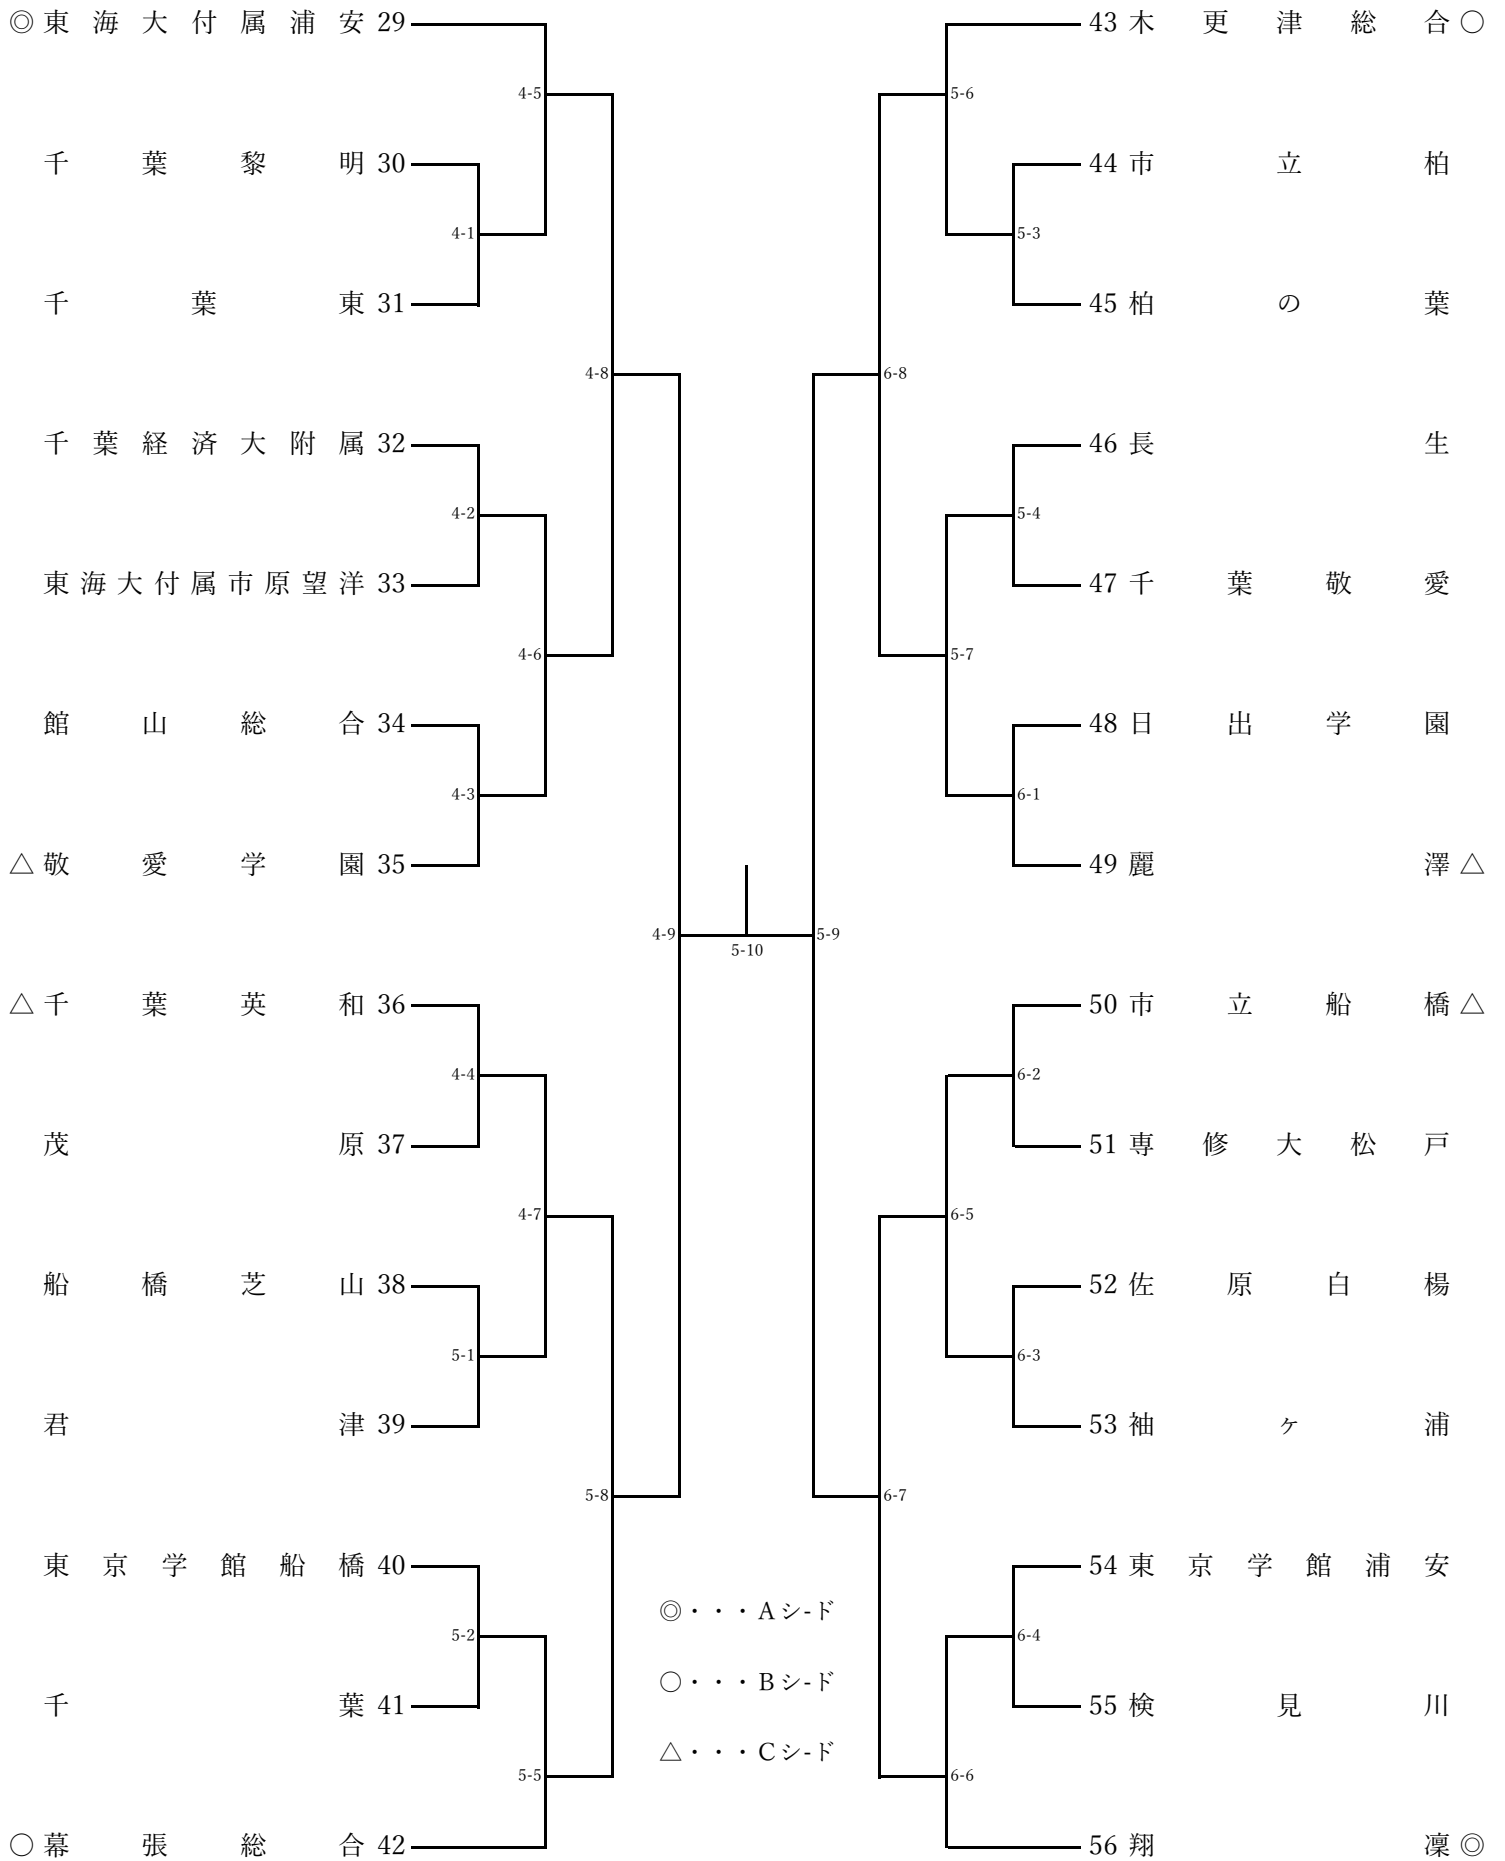 ◎東海大付属浦安 29
43 木更津総合○
4-5
5-6
千葉黎明 30
44 市立柏
4-1
5-3
千葉東 31
45 柏の葉
4-8
6-8
千葉経済大附属 32
46 長生
4-2
5-4
東海大付属市原望洋 33
47 千葉敬愛
4-6
5-7
館山総合 34
48 日出学園
4-3
6-1
△敬愛学園 35
49 麗澤△
4-9
5-9
5-10
△千葉英和 36
50 市立船橋△
4-4
6-2
茂原 37
51 専修大松戸
4-7
6-5
船橋芝山 38
52 佐原白楊
5-1
6-3
君津 39
53 袖ヶ浦
5-8
6-7
東京学館船橋 40
54 東京学館浦安
◎・・・Aシード
5-2
6-4
○・・・Bシード
千葉 41
55 検見川
△・・・Cシード
5-5
6-6
○幕張総合 42
56 翔凜◎